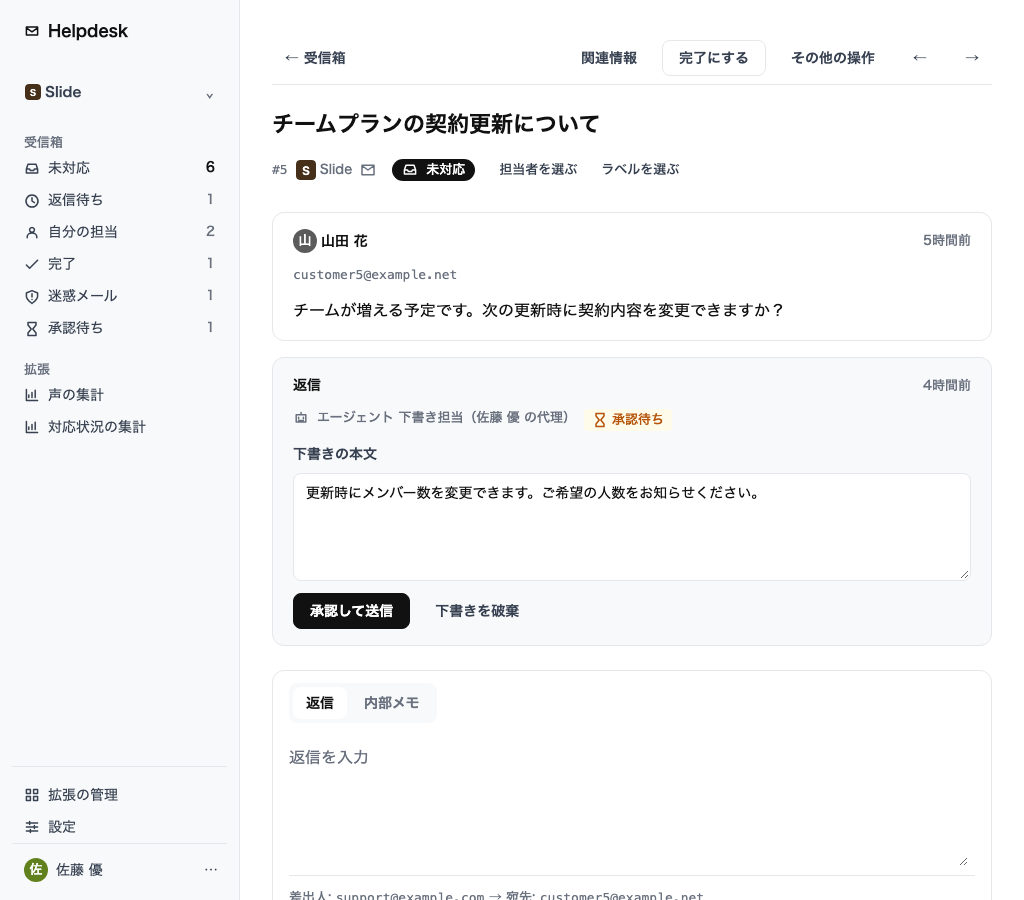 Helpdesk
S Slide
受信箱
未対応 6
返信待ち 1
自分の担当 2
完了 1
迷惑メール 1
承認待ち 1
拡張
声の集計
対応状況の集計
拡張の管理
設定
佐 佐藤 優 …
← 受信箱 関連情報 完了にする その他の操作 ← →
チームプランの契約更新について
#5 S Slide 未対応 担当者を選ぶ ラベルを選ぶ
山 山田 花 5時間前
customer5@example.net
チームが増える予定です。次の更新時に契約内容を変更できますか？
返信 4時間前
エージェント 下書き担当（佐藤 優 の代理） 承認待ち
下書きの本文
更新時にメンバー数を変更できます。ご希望の人数をお知らせください。
承認して送信 下書きを破棄
返信 内部メモ
返信を入力
差出人: support@example.com → 宛先: customer5@example.net